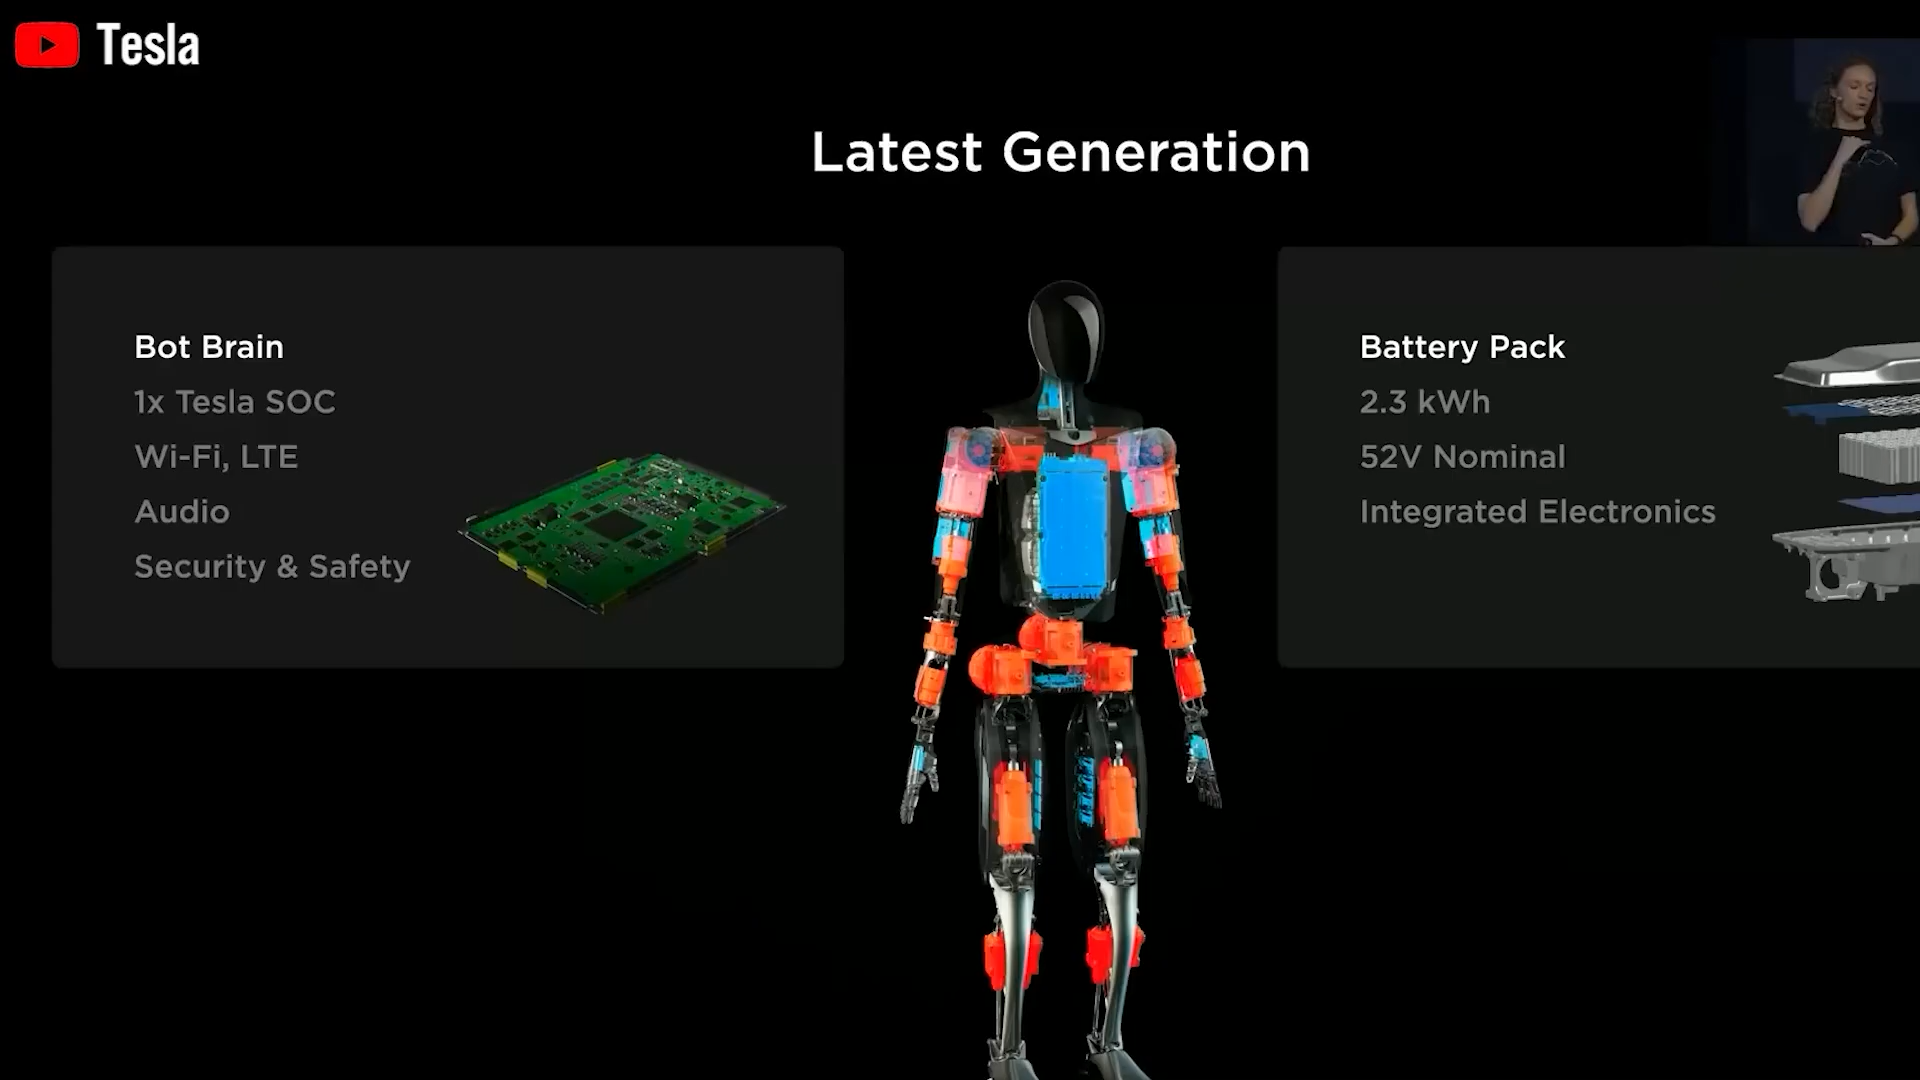 Tesla
Latest Generation
Bot Brain
1x Tesla SOC
Wi-Fi, LTE
Audio
Security & Safety
Battery Pack
2.3 kWh
52V Nominal
Integrated Electronics